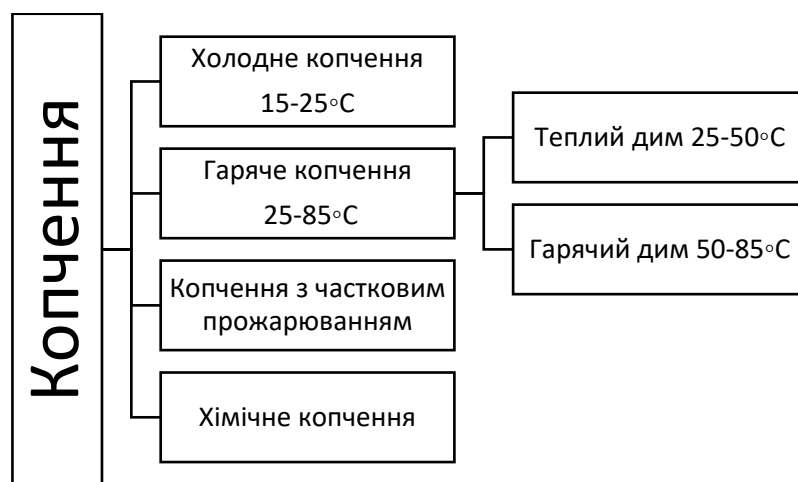 Копчення
Холодне копчення
15-25◦С
Гаряче копчення
25-85◦С
Теплий дим 25-50◦С
Гарячий дим 50-85◦С
Копчення з частковим
прожарюванням
Хімічне копчення